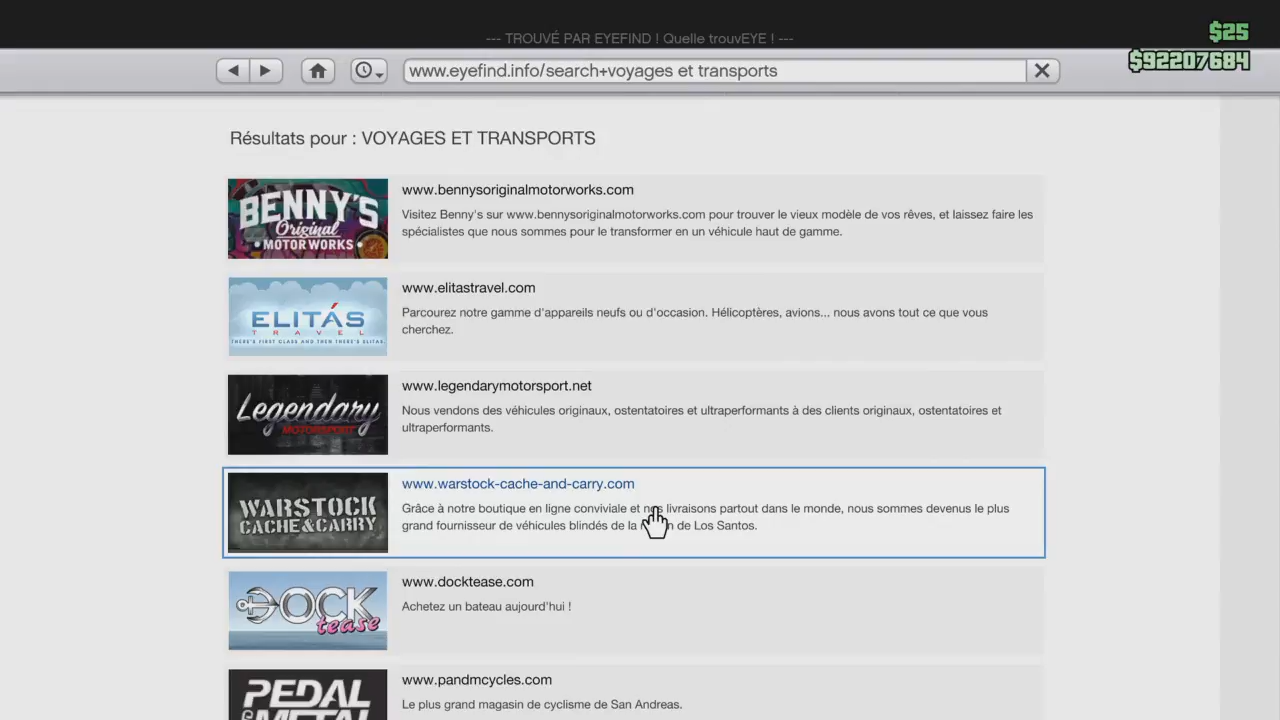 --- TROUVÉ PAR EYEFIND ! Quelle trouvEYE ! ---
$25
$92207684
www.eyefind.info/search+voyages et transports
Résultats pour : VOYAGES ET TRANSPORTS
BENNY'S
Original
MOTOR WORKS
www.bennysoriginalmotorworks.com
Visitez Benny's sur www.bennysoriginalmotorworks.com pour trouver le vieux modèle de vos rêves, et laissez faire les
spécialistes que nous sommes pour le transformer en un véhicule haut de gamme.
ELITÁS
TRAVEL
THERE'S FIRST CLASS AND THEN THERE'S ELITAS.
www.elitastravel.com
Parcourez notre gamme d'appareils neufs ou d'occasion. Hélicoptères, avions... nous avons tout ce que vous
cherchez.
Legendary
MOTORSPORT
www.legendarymotorsport.net
Nous vendons des véhicules originaux, ostentatoires et ultraperformants à des clients originaux, ostentatoires et
ultraperformants.
WARSTOCK
CACHE&CARRY
www.warstock-cache-and-carry.com
Grâce à notre boutique en ligne conviviale et nos livraisons partout dans le monde, nous sommes devenus le plus
grand fournisseur de véhicules blindés de la de Los Santos.
DOCK
tease
www.docktease.com
Achetez un bateau aujourd'hui !
PEDAL
METAL
www.pandmcycles.com
Le plus grand magasin de cyclisme de San Andreas.